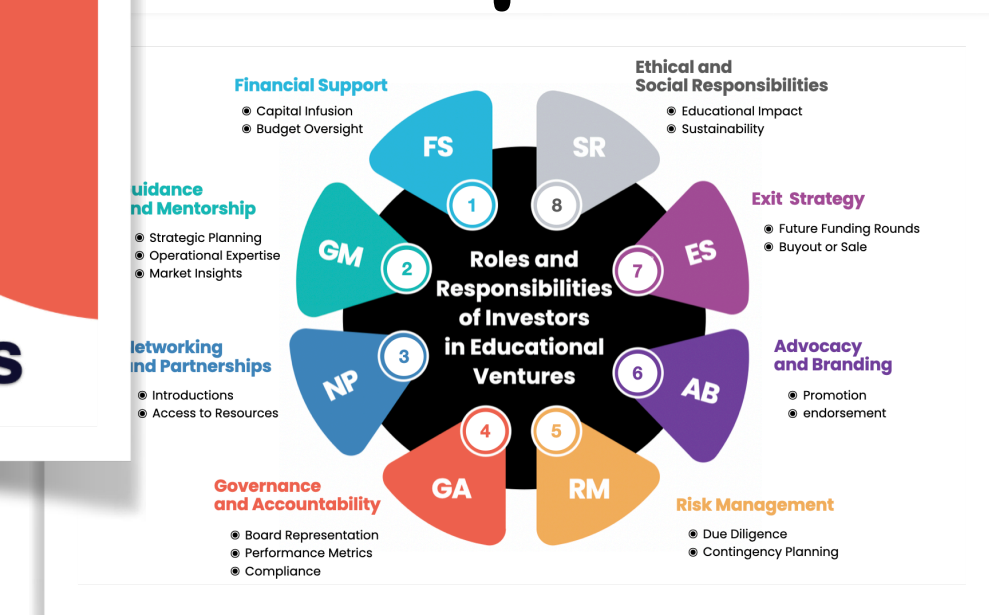 Financial Support
Capital Infusion
Budget Oversight
Ethical and
Social Responsibilities
Educational Impact
Sustainability
FS
SR
1
8
uidance
nd Mentorship
Strategic Planning
Operational Expertise
Market Insights
GM
2
Exit Strategy
Future Funding Rounds
Buyout or Sale
ES
7
Roles and
Responsibilities
of Investors
in Educational
Ventures
s
etworking
nd Partnerships
Introductions
Access to Resources
NP
3
Advocacy
and Branding
Promotion
endorsement
AB
6
4
5
GA
RM
Governance
and Accountability
Board Representation
Performance Metrics
Compliance
Risk Management
Due Diligence
Contingency Planning